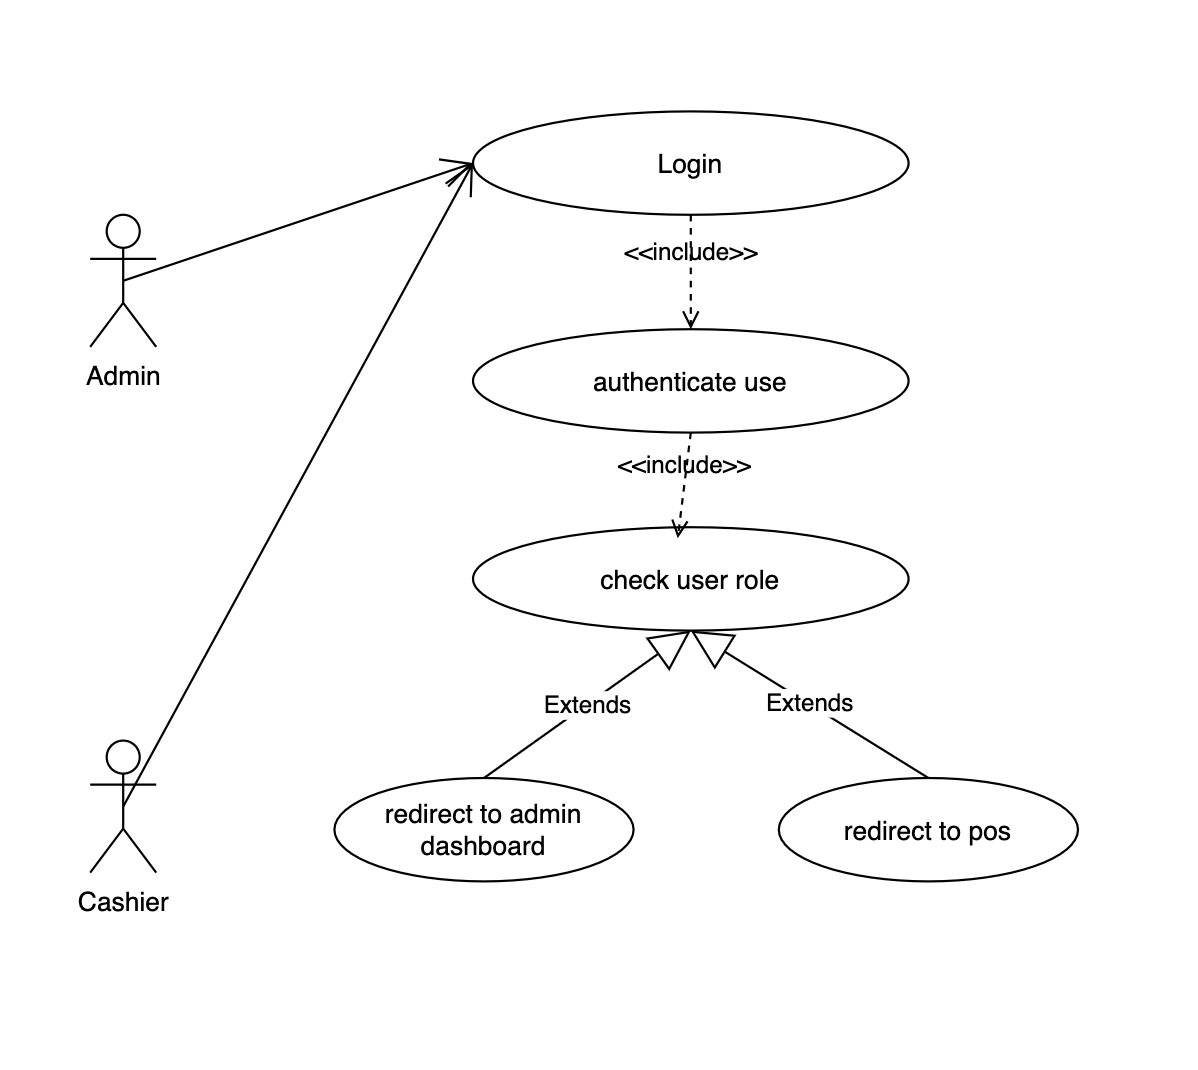 Login
<<include>>
Admin
authenticate use
<<include>>
check user role
Extends
Extends
redirect to admin
dashboard
redirect to pos
Cashier